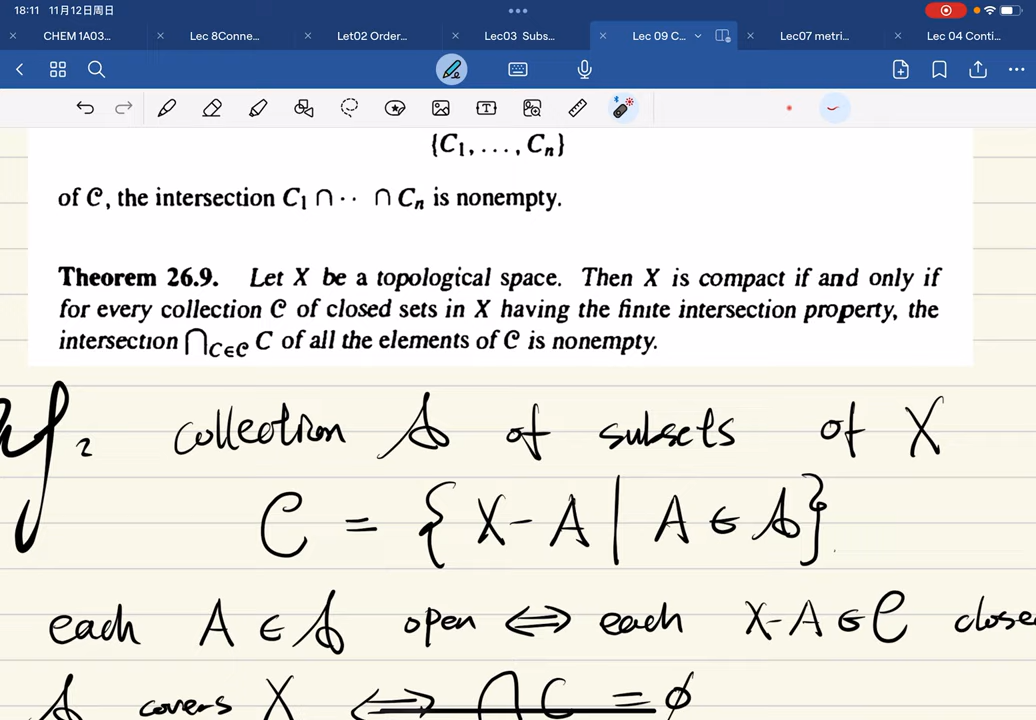 18:11 11月12日周日
CHEM 1A03... Lec 8Conne... Let02 Order... Lec03 Subs... Lec 09 C... Lec07 metri... Lec 04 Conti...
{C₁, . . . , Cₙ}
of 𝒞, the intersection C₁ ∩ ·· ∩ Cₙ is nonempty.
Theorem 26.9. Let X be a topological space. Then X is compact if and only if
for every collection 𝒞 of closed sets in X having the finite intersection property, the
intersection ⋂_{C∈𝒞} C of all the elements of 𝒞 is nonempty.
collection 𝒜 of subsets of X
C = {X-A | A ∈ 𝒜}
each A ∈ 𝒜 open ⟺ each X-A ∈ 𝒞 close
𝒜 covers X ⟺ ⋂ C = ϕ